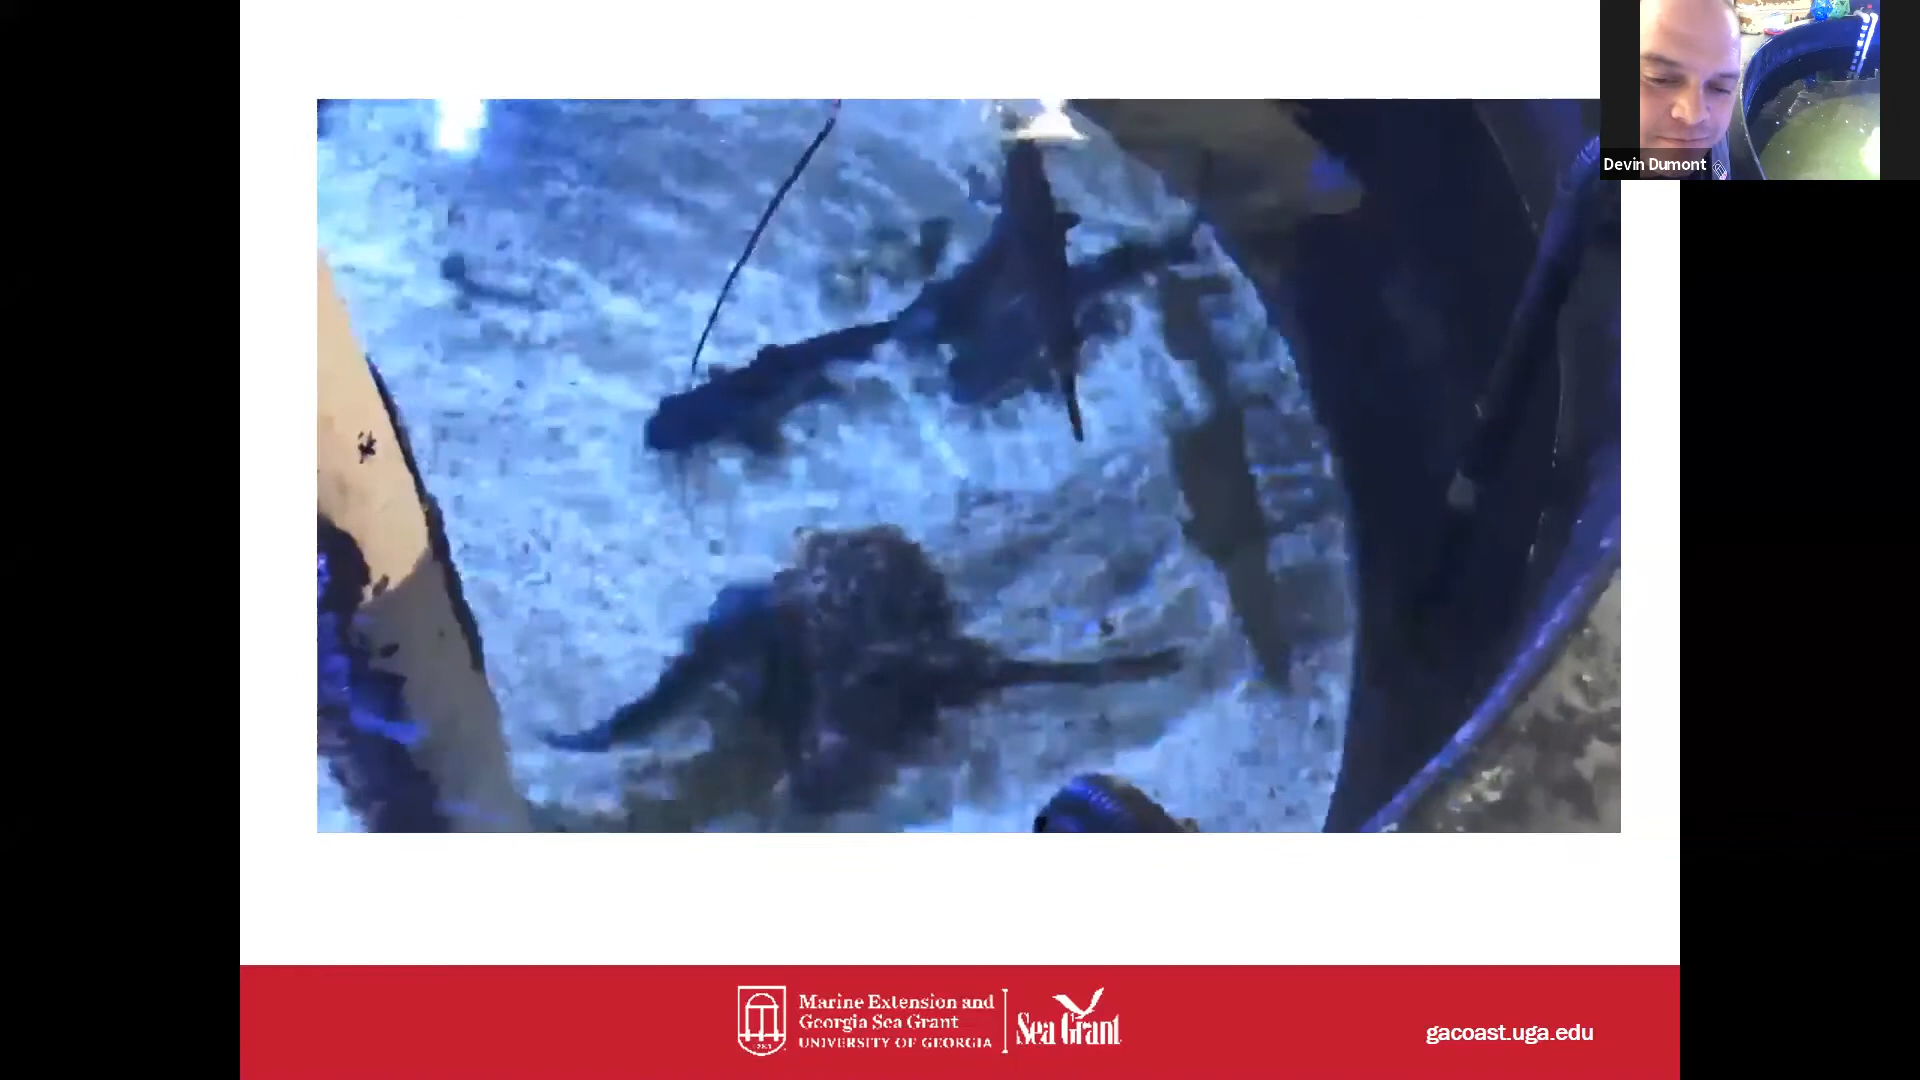 Devin Dumont
Marine Extension and
Georgia Sea Grant
UNIVERSITY OF GEORGIA
Sea Grant
gacoast.uga.edu